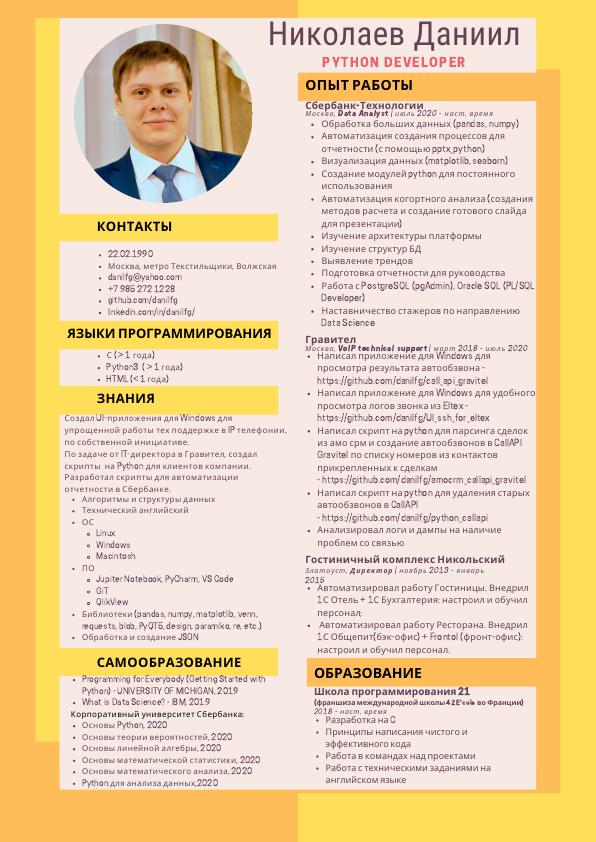 Николаев Даниил
PYTHON DEVELOPER
КОНТАКТЫ
22.02.1990
Москва, метро Текстильщики, Волжская
danilfg@yahoo.com
+7 985 272 12 28
github.com/danilfg
linkedin.com/in/danilfg/
ЯЗЫКИ ПРОГРАММИРОВАНИЯ
C (> 1 года)
Python3 ( > 1 года)
HTML (< 1 года)
ЗНАНИЯ
Создал UI-приложения для Windows для
упрощенной работы тех поддержке в IP телефонии,
по собственной инициативе.
По задаче от IT-директора в Гравител, создал
скрипты на Python для клиентов компании.
Разработал скрипты для автоматизации
отчетности в Сбербанке.
Алгоритмы и структуры данных
Технический английский
ОС
Linux
Windows
Macintosh
ПО
Jupiter Notebook, PyCharm, VS Code
GiT
QlikView
Библиотеки (pandas, numpy, matplotlib, venn,
requests, blob, PyQT5, design, paramiko, re, etc.)
Обработка и создание JSON
САМООБРАЗОВАНИЕ
Programming for Everybody (Getting Started with
Python) - UNIVERSITY OF MICHIGAN, 2019
What is Data Science? - IBM, 2019
Корпоративный университет Сбербанка:
Основы Python, 2020
Основы теории вероятностей, 2020
Основы линейной алгебры, 2020
Основы математической статистики, 2020
Основы математического анализа, 2020
Python для анализа данных,2020
ОПЫТ РАБОТЫ
Сбербанк-Технологии
Москва, Data Analyst | июль 2020 - наст. время
Обработка больших данных (pandas, numpy)
Автоматизация создания процессов для
отчетности (с помощью pptx_python)
Визуализация данных (matplotlib, seaborn)
Создание модулей python для постоянного
использования
Автоматизация когортного анализа (создания
методов расчета и создание готового слайда
для презентации)
Изучение архитектуры платформы
Изучение структур БД
Выявление трендов
Подготовка отчетности для руководства
Работа с PostgreSQL (pgAdmin), Oracle SQL (PL/SQL
Developer)
Наставничество стажеров по направлению
Data Science
Гравител
Москва, VoIP technical support | март 2018 - июль 2020
Написал приложение для Windows для
просмотра результата автообзвона -
https://github.com/danilfg/call_api_gravitel
Написал приложение для Windows для удобного
просмотра логов звонка из Eltex -
https://github.com/danilfg/UI_ssh_for_eltex
Написал скрипт на python для парсинга сделок
из амо срм и создание автообзвонов в CallAPI
Gravitel по списку номеров из контактов
прикрепленных к сделкам
- https://github.com/danilfg/amocrm_callapi_gravitel
Написал скрипт на python для удаления старых
автообзвонов в CallAPI
- https://github.com/danilfg/python_callapi
Анализировал логи и дампы на наличие
проблем со связью
Гостиничный комплекс Никольский
Златоуст, Директор | ноябрь 2013 - январь
2015
Автоматизировал работу Гостиницы. Внедрил
1С Отель + 1С Бухгалтерия: настроил и обучил
персонал;
Автоматизировал работу Ресторана. Внедрил
1С Общепит(бэк-офис) + Frontol (фронт-офис):
настроил и обучил персонал.
ОБРАЗОВАНИЕ
Школа программирования 21
(франшиза международной школы 42 E'cole во Франции)
2018 - наст. время
Разработка на C
Принципы написания чистого и
эффективного кода
Работа в командах над проектами
Работа с техническими заданиями на
английском языке